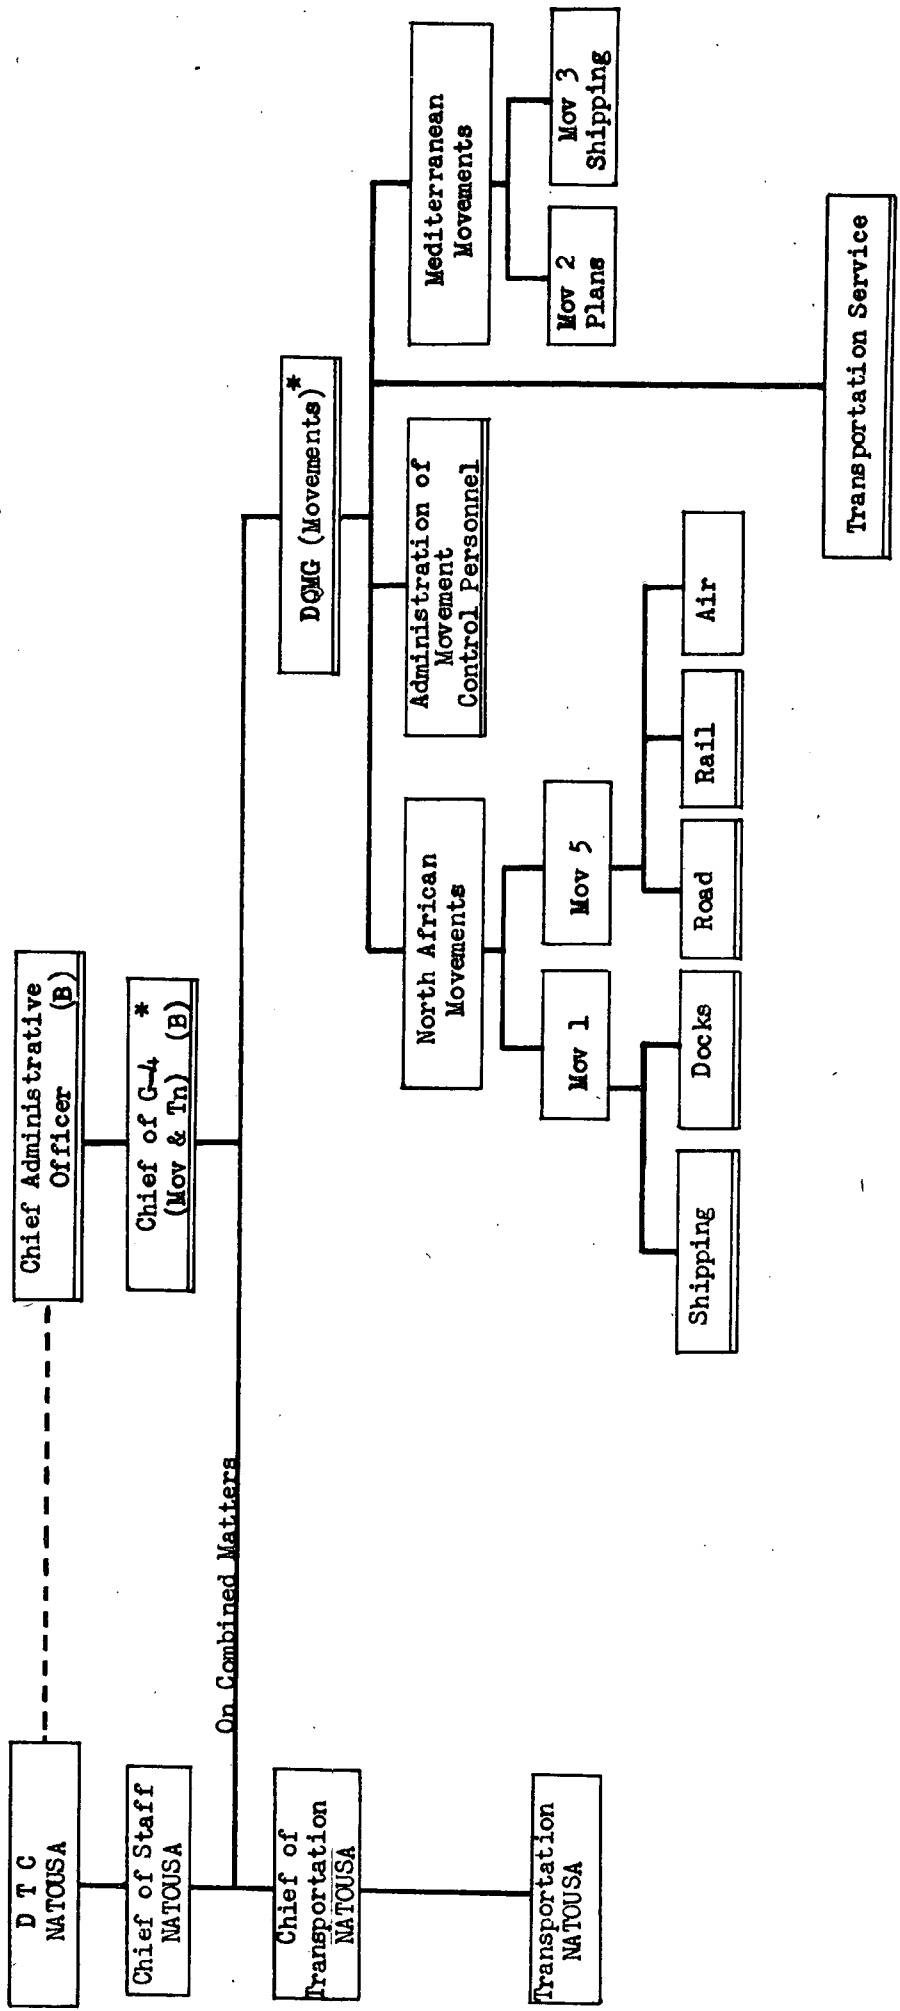 D T C
NATOUSA
Chief Administrative
Officer (B)
Chief of Staff
NATOUSA
Chief of G-4 *
(Mov & Tn) (B)
On Combined Matters
Chief of
Transportation
NATOUSA
DQMG (Movements)*
North African
Movements
Administration of
Movement
Control Personnel
Mediterranean
Movements
Transportation
NATOUSA
Mov 1
Mov 5
Mov 2
Plans
Mov 3
Shipping
Shipping
Docks
Road
Rail
Air
Transportation Service